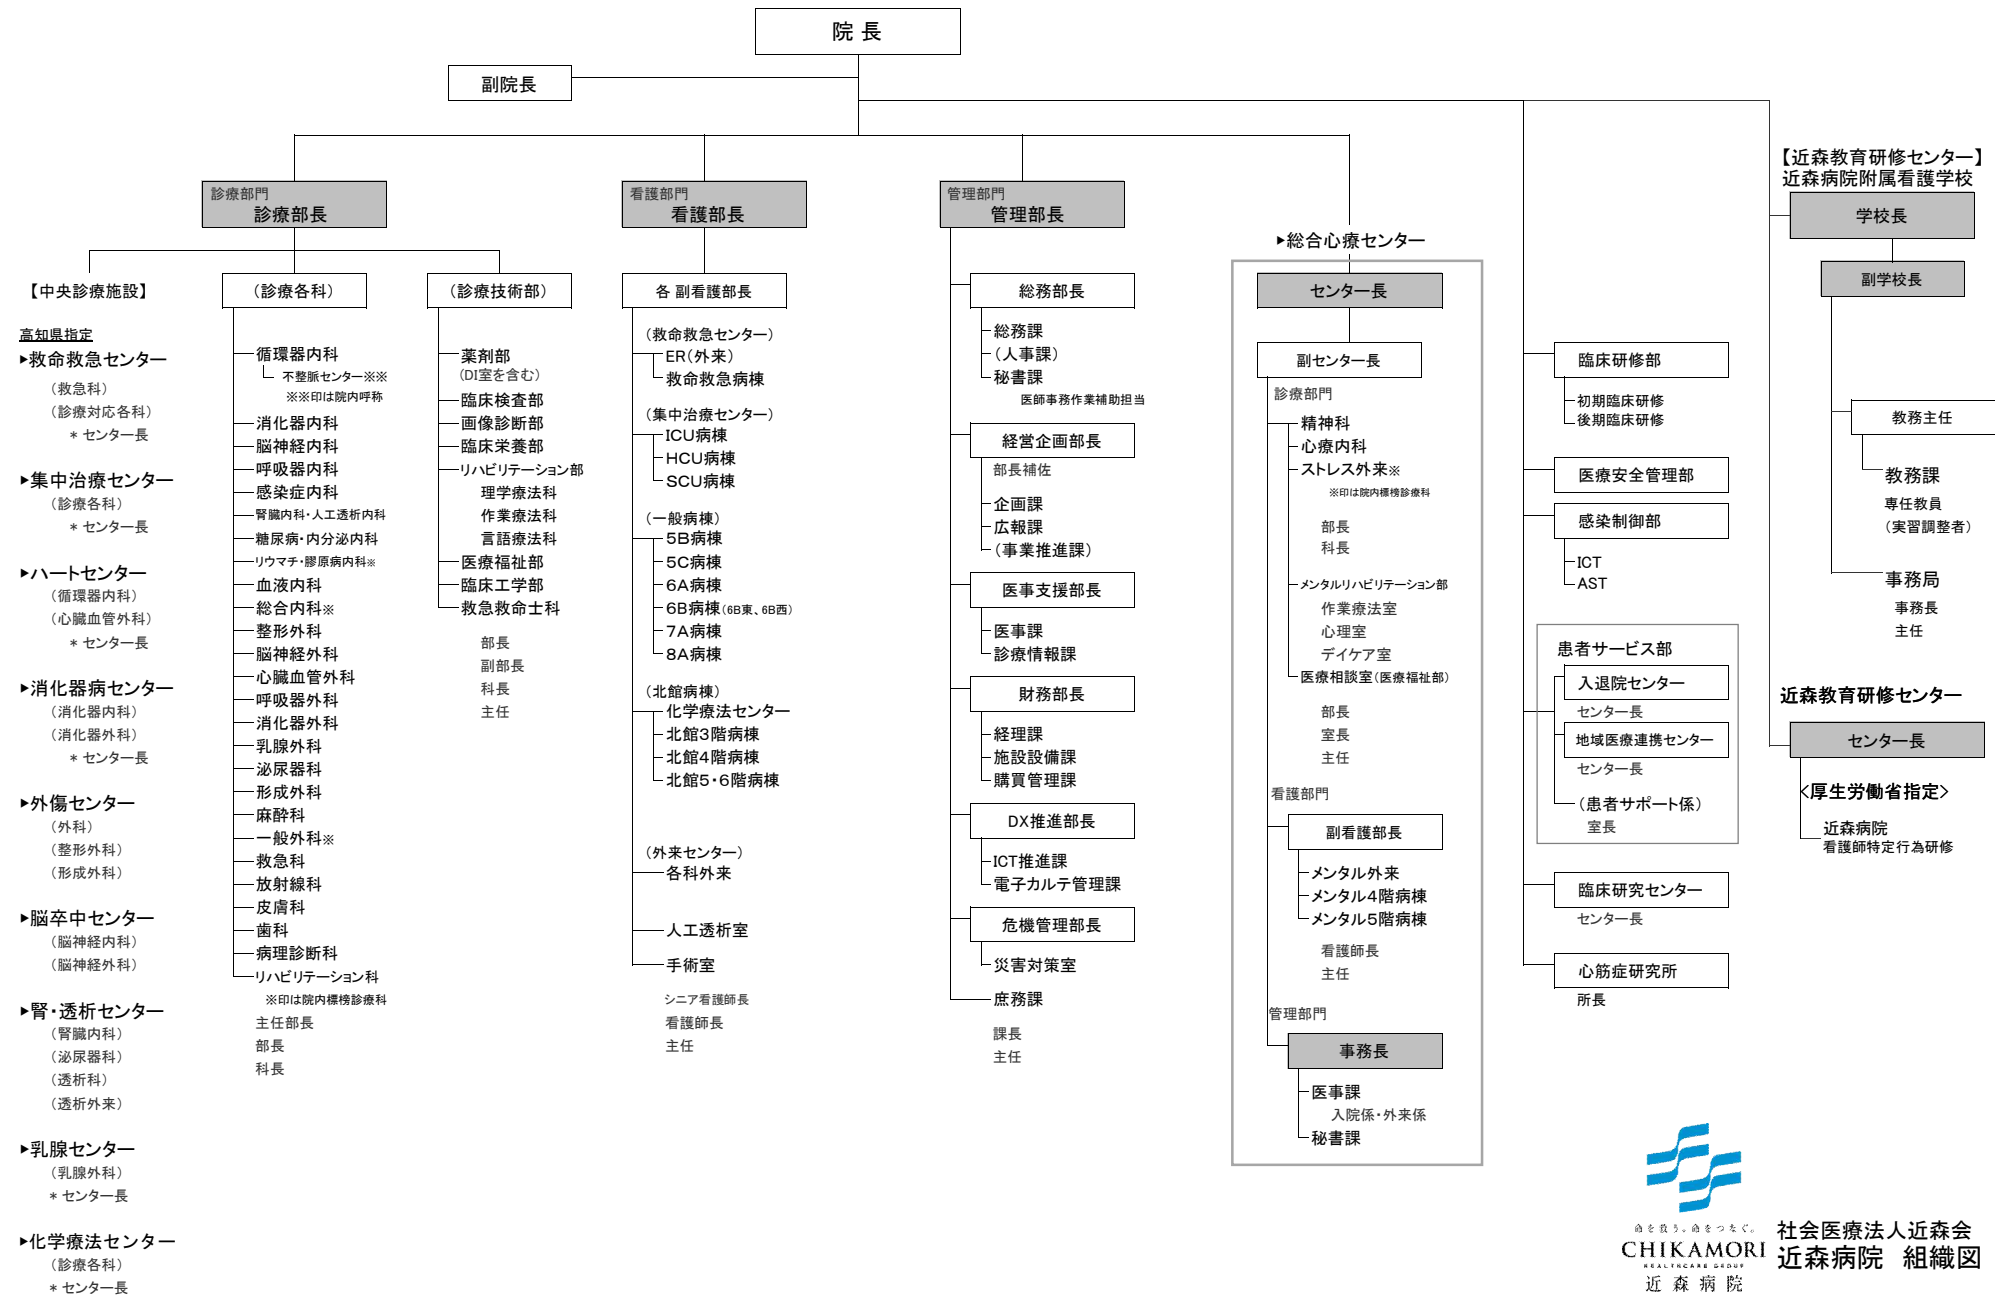 院 長
副院長
診療部門
診療部長
【中央診療施設】
高知県指定
▶救命救急センター
（救急科）
（診療対応各科）
＊センター長
▶集中治療センター
（診療各科）
＊センター長
▶ハートセンター
（循環器内科）
（心臓血管外科）
＊センター長
▶消化器病センター
（消化器内科）
（消化器外科）
＊センター長
▶外傷センター
（外科）
（整形外科）
（形成外科）
▶脳卒中センター
（脳神経内科）
（脳神経外科）
▶腎・透析センター
（腎臓内科）
（泌尿器科）
（透析科）
（透析外来）
▶乳腺センター
（乳腺外科）
＊センター長
▶化学療法センター
（診療各科）
＊センター長
（診療各科）
循環器内科
不整脈センター※※
※※印は院内呼称
消化器内科
脳神経内科
呼吸器内科
感染症内科
腎臓内科・人工透析内科
糖尿病・内分泌内科
リウマチ・膠原病内科※
血液内科
総合内科※
整形外科
脳神経外科
心臓血管外科
呼吸器外科
消化器外科
乳腺外科
泌尿器科
形成外科
麻酔科
一般外科※
救急科
放射線科
皮膚科
歯科
病理診断科
リハビリテーション科
※印は院内標榜診療科
主任部長
部長
科長
（診療技術部）
薬剤部
（DI室を含む）
臨床検査部
画像診断部
臨床栄養部
リハビリテーション部
理学療法科
作業療法科
言語療法科
医療福祉部
臨床工学部
救急救命士科
部長
副部長
科長
主任
看護部門
看護部長
各 副看護部長
（救命救急センター）
ER（外来）
救命救急病棟
（集中治療センター）
ICU病棟
HCU病棟
SCU病棟
（一般病棟）
5B病棟
5C病棟
6A病棟
6B病棟（6B東、6B西）
7A病棟
8A病棟
（北館病棟）
化学療法センター
北館3階病棟
北館4階病棟
北館5・6階病棟
（外来センター）
各科外来
人工透析室
手術室
シニア看護師長
看護師長
主任
管理部門
管理部長
総務部長
総務課
（人事課）
秘書課
医師事務作業補助担当
経営企画部長
部長補佐
企画課
広報課
（事業推進課）
医事支援部長
医事課
診療情報課
財務部長
経理課
施設設備課
購買管理課
DX推進部長
ICT推進課
電子カルテ管理課
危機管理部長
災害対策室
庶務課
課長
主任
▶総合心療センター
センター長
副センター長
診療部門
精神科
心療内科
ストレス外来※
※印は院内標榜診療科
部長
科長
メンタルリハビリテーション部
作業療法室
心理室
デイケア室
医療相談室（医療福祉部）
部長
室長
主任
看護部門
副看護部長
メンタル外来
メンタル4階病棟
メンタル5階病棟
看護師長
主任
管理部門
事務長
医事課
入院係・外来係
秘書課
臨床研修部
初期臨床研修
後期臨床研修
医療安全管理部
感染制御部
ICT
AST
患者サービス部
入退院センター
センター長
地域医療連携センター
センター長
（患者サポート係）
室長
臨床研究センター
センター長
心筋症研究所
所長
【近森教育研修センター】
近森病院附属看護学校
学校長
副学校長
教務主任
教務課
専任教員
（実習調整者）
事務局
事務長
主任
近森教育研修センター
センター長
＜厚生労働省指定＞
近森病院
看護師特定行為研修
命を救う。命をつなぐ。
CHIKAMORI
HEALTHCARE GROUP
近森病院
社会医療法人近森会
近森病院 組織図